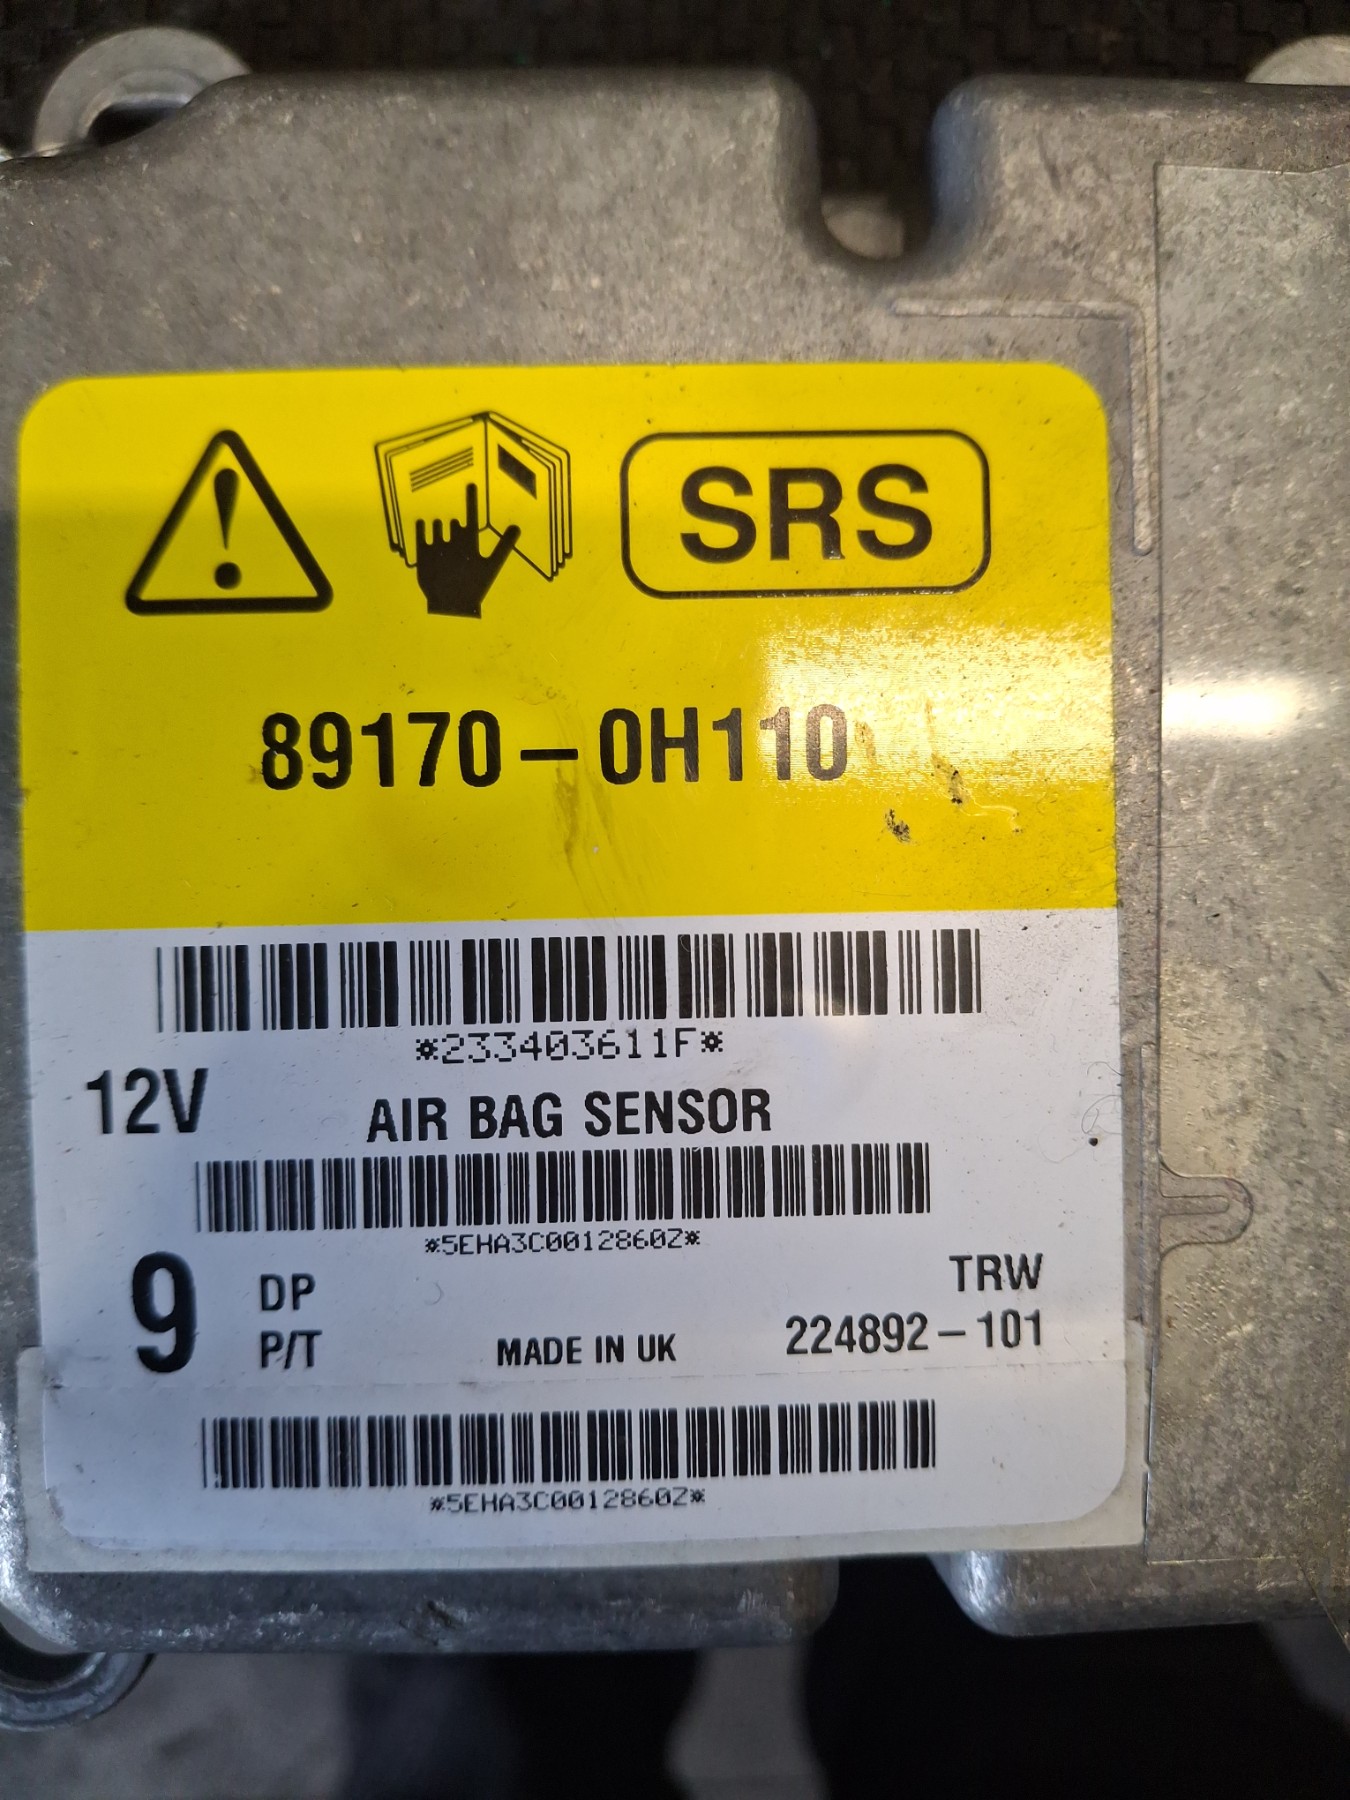 SRS
89170-0H110
*233403611F*
12V AIR BAG SENSOR
*5EHA3C0012860Z*
9 DP TRW
P/T MADE IN UK 224892-101
*5EHA3C0012860Z*